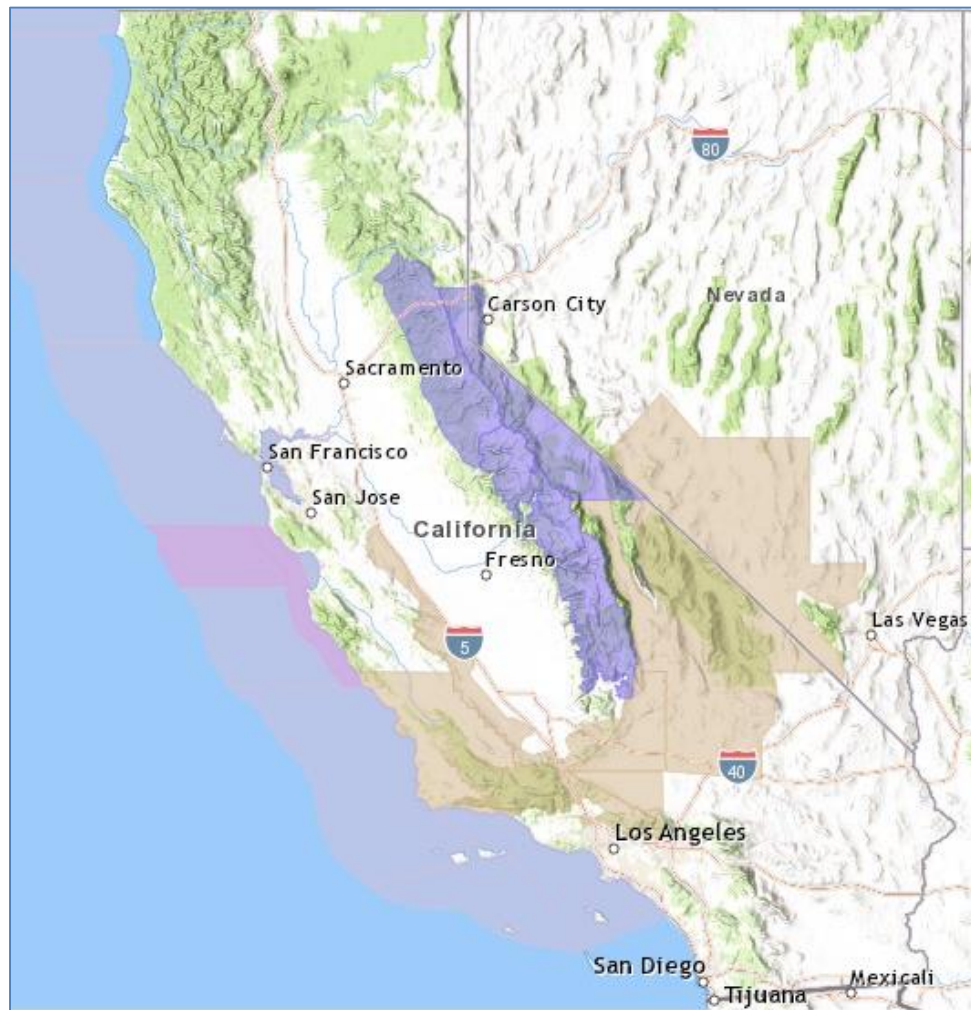 80
Nevada
Carson City
Sacramento
San Francisco
San Jose
California
Fresno
Las Vegas
5
40
Los Angeles
San Diego
Mexicali
Tijuana